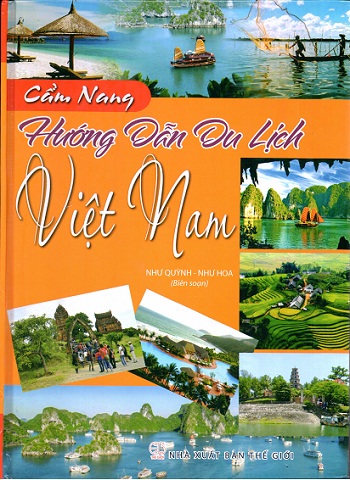 Cẩm Nang
Hướng Dẫn Du Lịch
Việt Nam
NHƯ QUỲNH - NHƯ HOA
(Biên soạn)
NHÀ XUẤT BẢN THẾ GIỚI